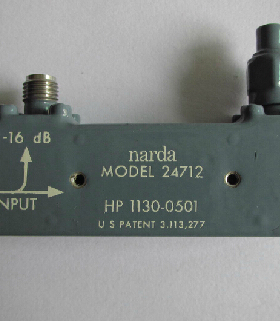 -16 dB
narda
MODEL 24712
INPUT
HP 1130-0501
U S PATENT 3,113,277